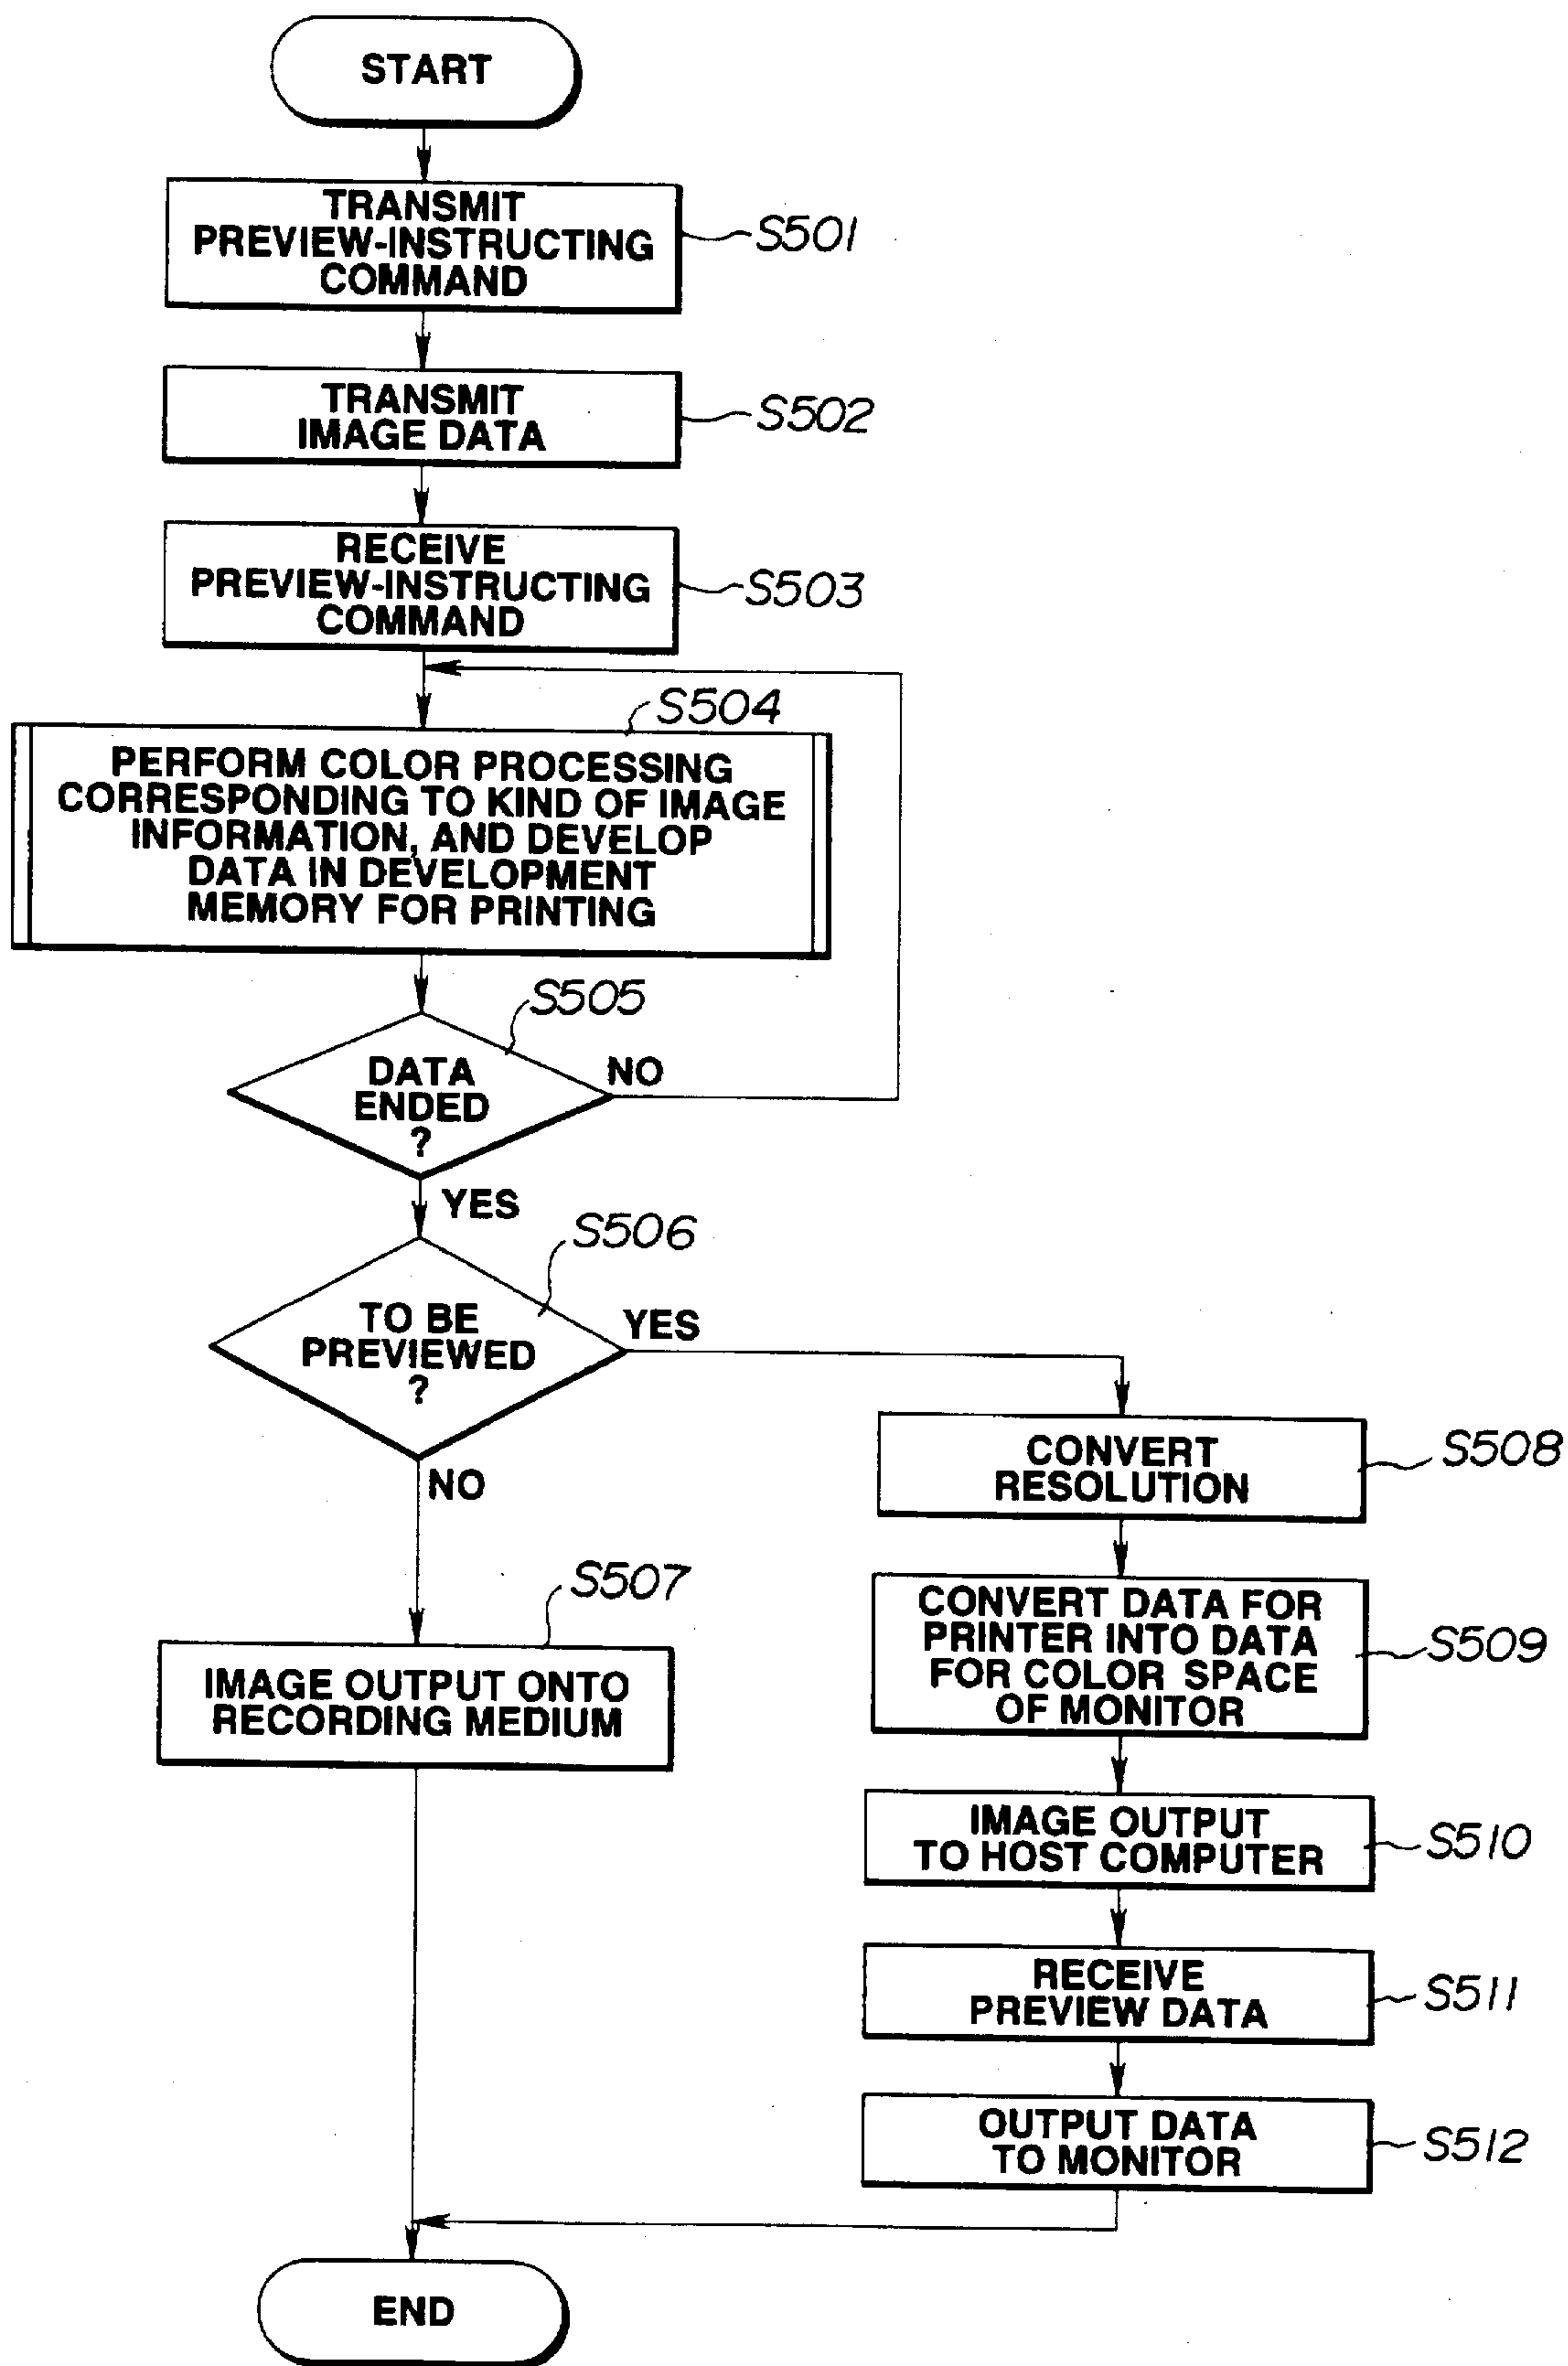 START
TRANSMIT
PREVIEW-INSTRUCTING
COMMAND
S501
TRANSMIT
IMAGE DATA
S502
RECEIVE
PREVIEW-INSTRUCTING
COMMAND
S503
S504
PERFORM COLOR PROCESSING
CORRESPONDING TO KIND OF IMAGE
INFORMATION, AND DEVELOP
DATA IN DEVELOPMENT
MEMORY FOR PRINTING
S505
DATA
ENDED
?
NO
YES
S506
TO BE
PREVIEWED
?
YES
NO
S507
IMAGE OUTPUT ONTO
RECORDING MEDIUM
CONVERT
RESOLUTION
S508
CONVERT DATA FOR
PRINTER INTO DATA
FOR COLOR SPACE
OF MONITOR
S509
IMAGE OUTPUT
TO HOST COMPUTER
S510
RECEIVE
PREVIEW DATA
S511
OUTPUT DATA
TO MONITOR
S512
END